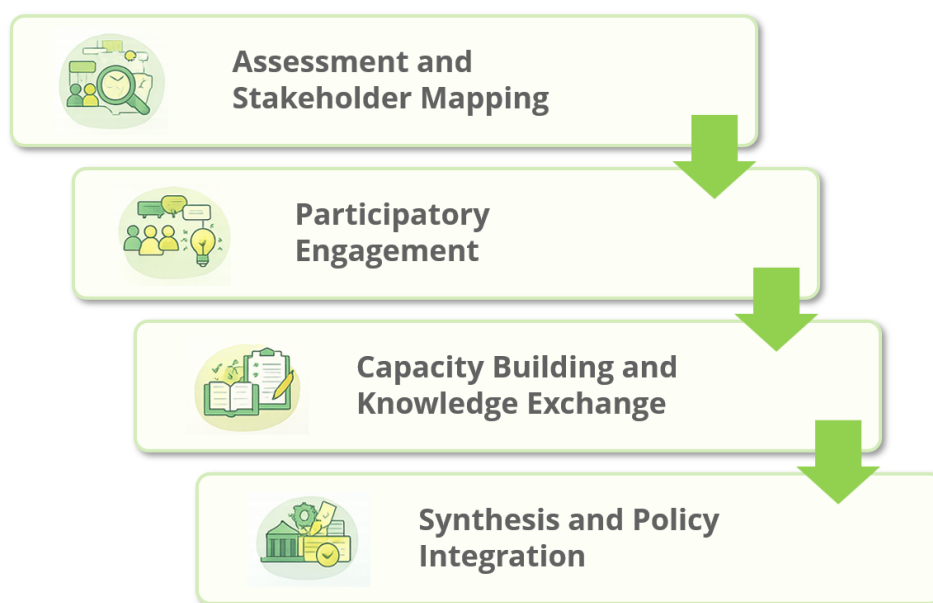 Assessment and
Stakeholder Mapping
Participatory
Engagement
Capacity Building and
Knowledge Exchange
Synthesis and Policy
Integration